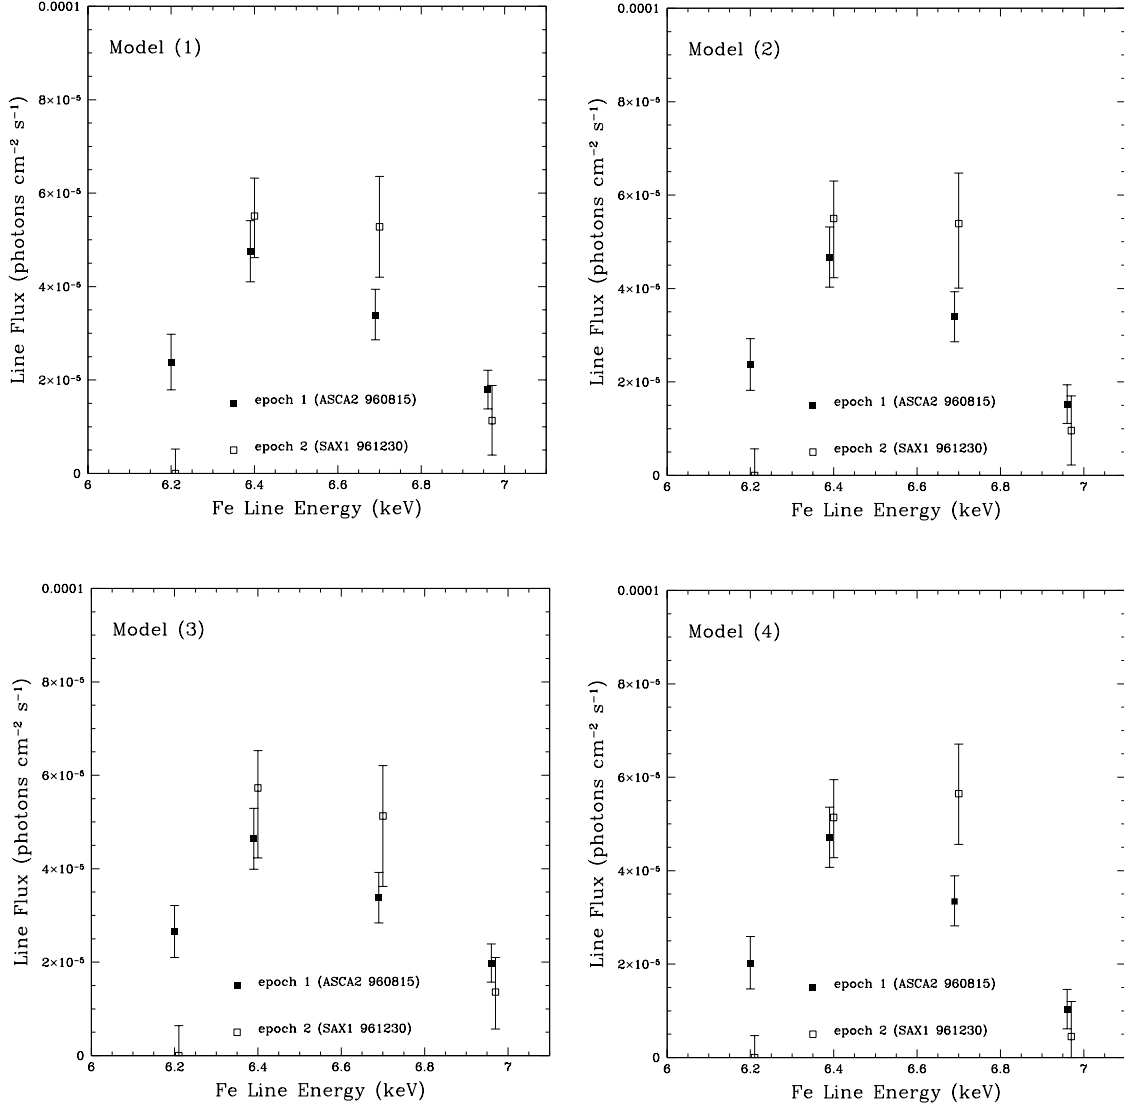 0.0001
Model (1)
8×10⁻⁵
6×10⁻⁵
4×10⁻⁵
2×10⁻⁵
0
Line Flux (photons cm⁻² s⁻¹)
epoch 1 (ASCA2 960815)
epoch 2 (SAX1 961230)
6 6.2 6.4 6.6 6.8 7
Fe Line Energy (keV)
0.0001
Model (2)
8×10⁻⁵
6×10⁻⁵
4×10⁻⁵
2×10⁻⁵
0
Line Flux (photons cm⁻² s⁻¹)
epoch 1 (ASCA2 960815)
epoch 2 (SAX1 961230)
6 6.2 6.4 6.6 6.8 7
Fe Line Energy (keV)
0.0001
Model (3)
8×10⁻⁵
6×10⁻⁵
4×10⁻⁵
2×10⁻⁵
0
Line Flux (photons cm⁻² s⁻¹)
epoch 1 (ASCA2 960815)
epoch 2 (SAX1 961230)
6 6.2 6.4 6.6 6.8 7
Fe Line Energy (keV)
0.0001
Model (4)
8×10⁻⁵
6×10⁻⁵
4×10⁻⁵
2×10⁻⁵
0
Line Flux (photons cm⁻² s⁻¹)
epoch 1 (ASCA2 960815)
epoch 2 (SAX1 961230)
6 6.2 6.4 6.6 6.8 7
Fe Line Energy (keV)